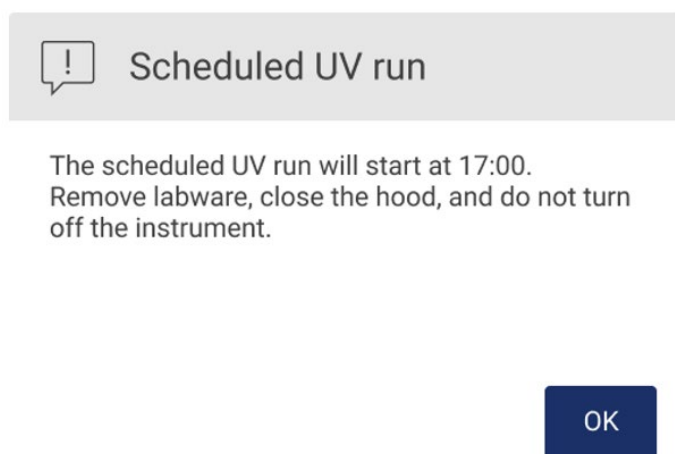 Scheduled UV run
The scheduled UV run will start at 17:00.
Remove labware, close the hood, and do not turn
off the instrument.
OK